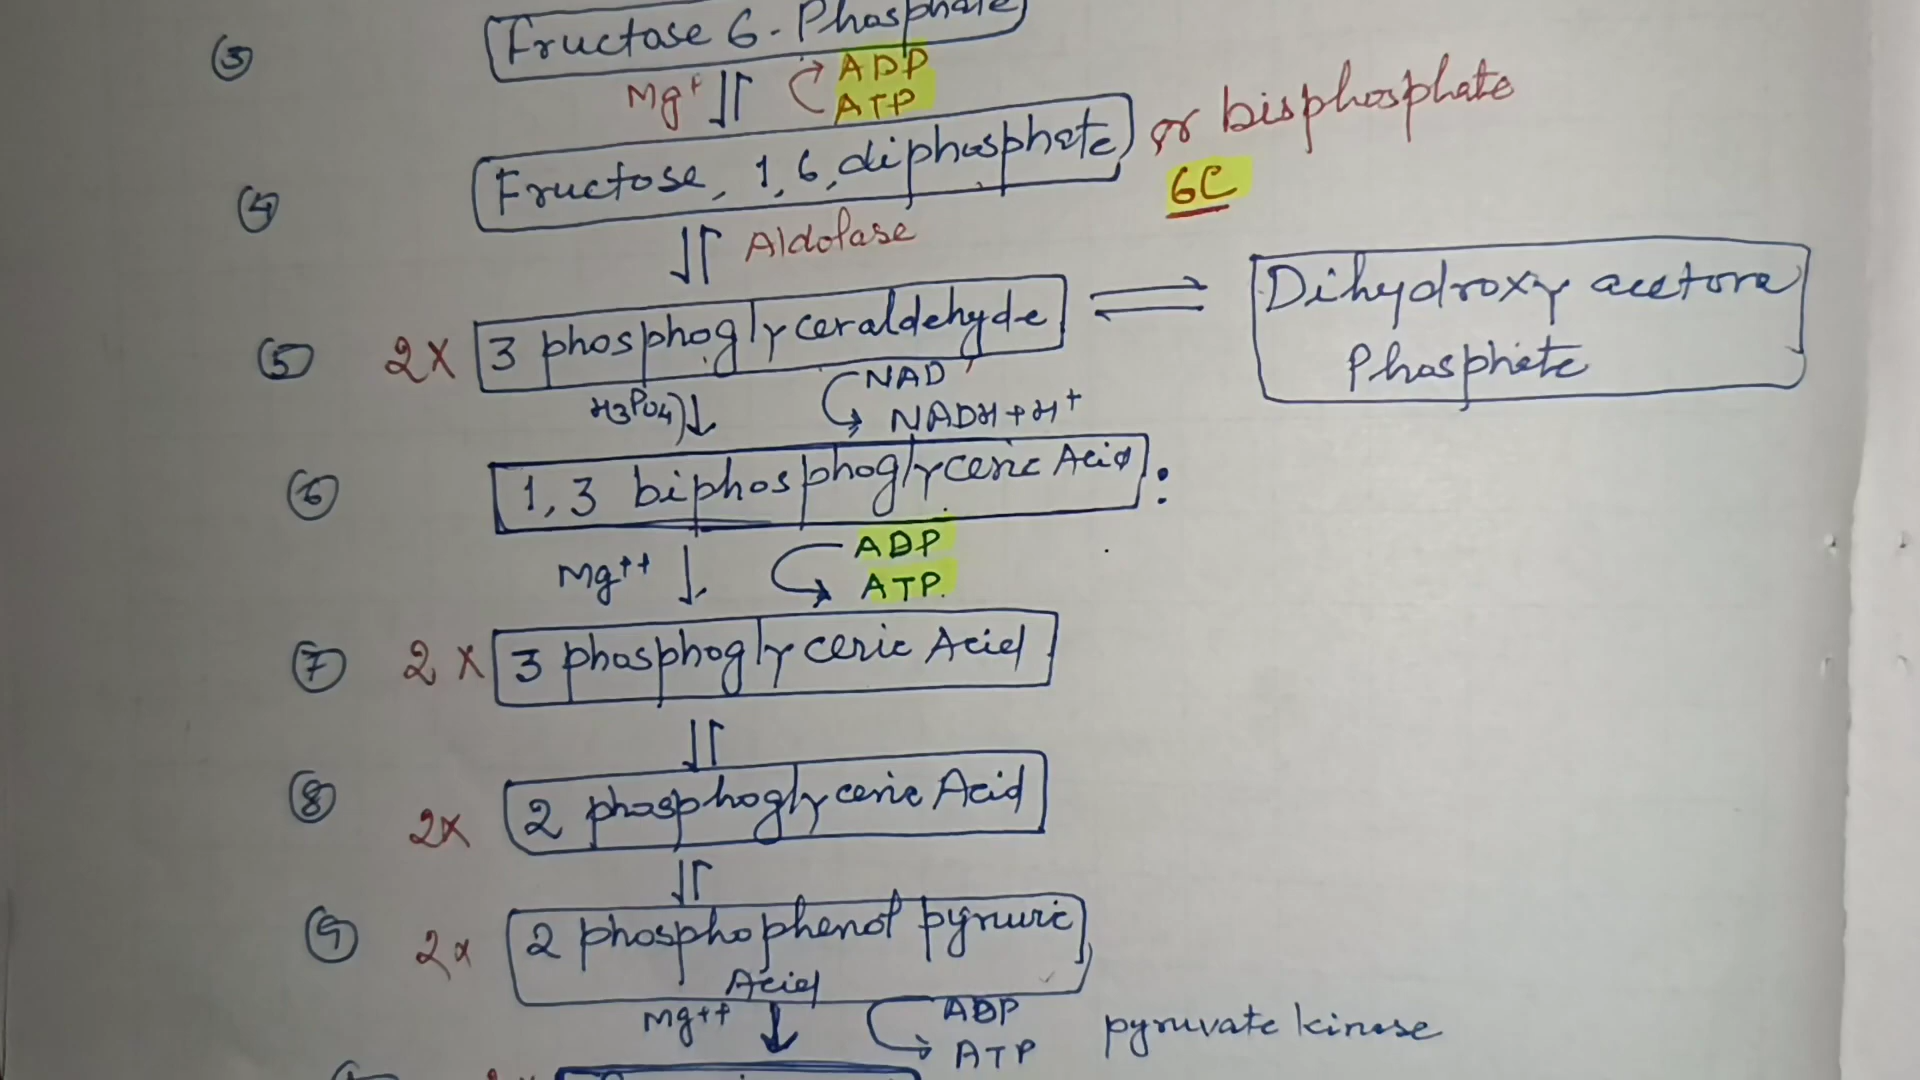 3 Fructose 6-Phosphate
Mg+ ADP
ATP
4 Fructose, 1, 6, diphosphate or bisphosphate
6C
Aldolase
5 2x 3 phosphoglyceraldehyde Dihydroxy acetone
Phosphate
H3PO4 NAD
NADH+H+
6 1,3 biphosphoglyceric Acid :
Mg++ ADP
ATP.
7 2x 3 phosphoglyceric Acid
8 2x 2 phosphoglyceric Acid
9 2x 2 phosphophenol pyruvic
Acid
Mg++ ADP pyruvate kinase
ATP